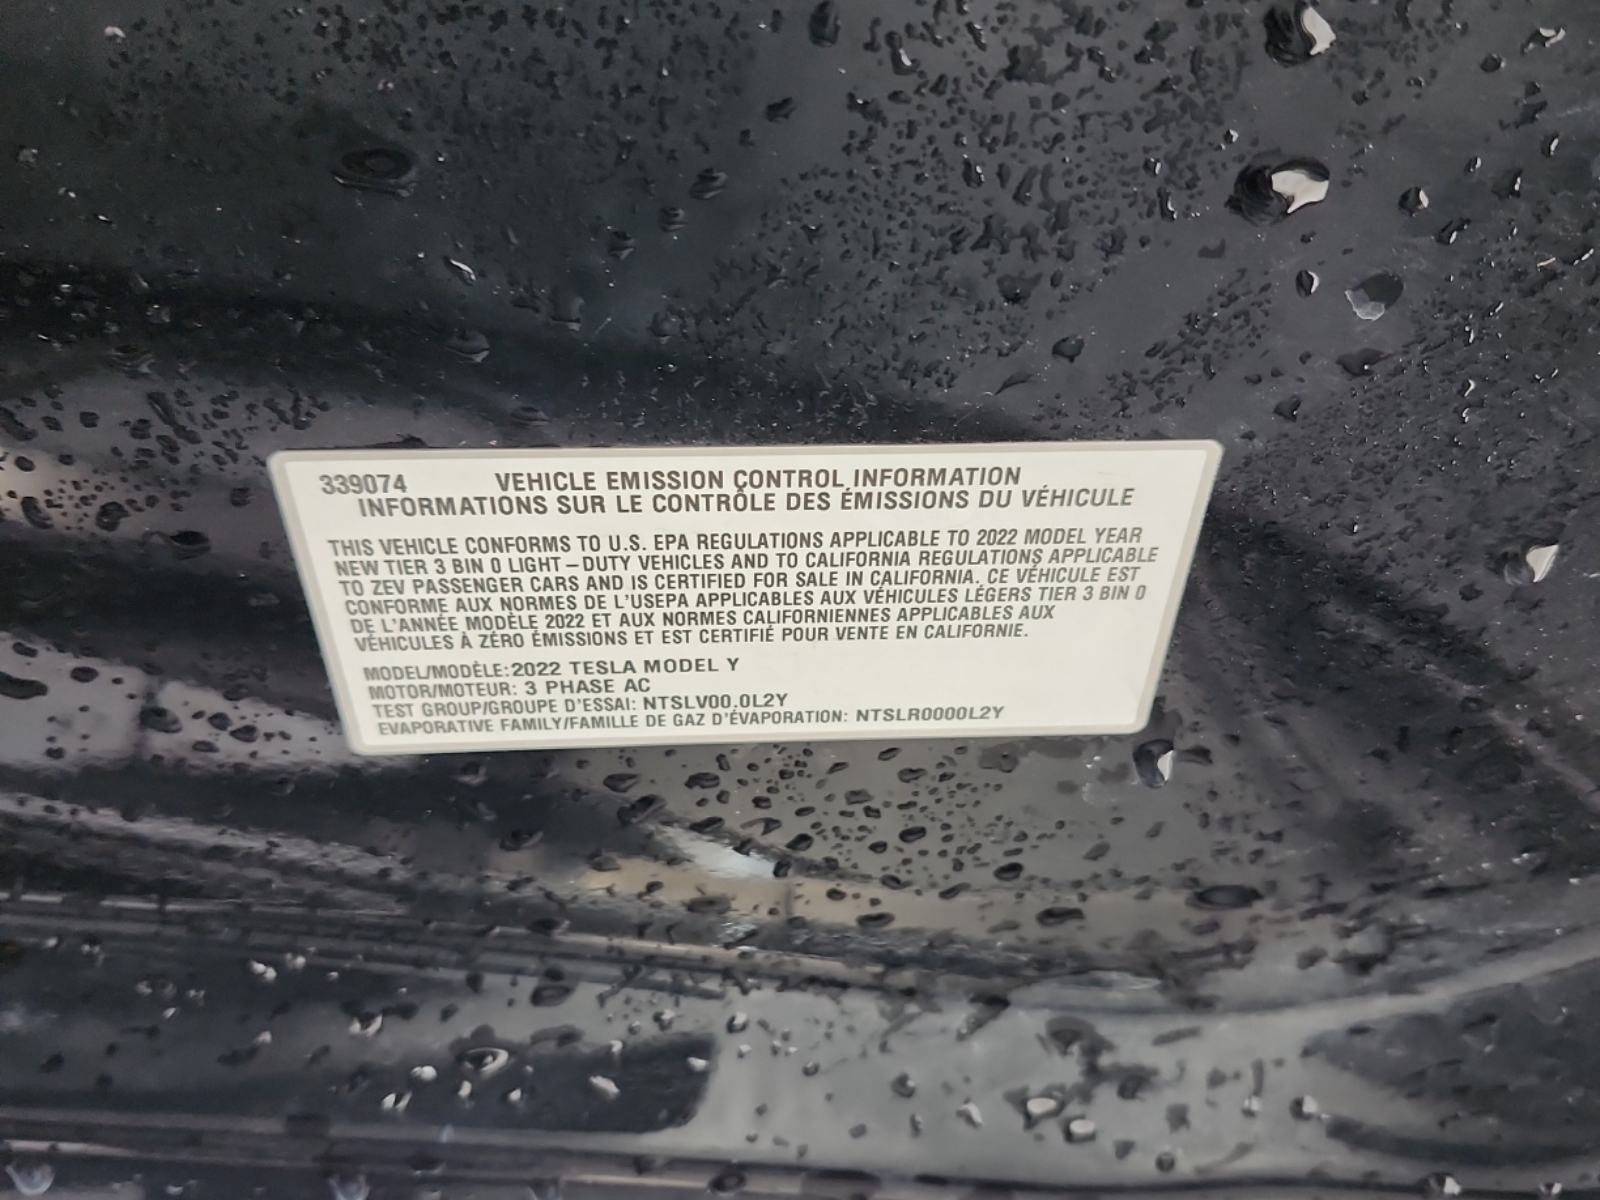 339074 VEHICLE EMISSION CONTROL INFORMATION
INFORMATIONS SUR LE CONTRÔLE DES ÉMISSIONS DU VÉHICULE
THIS VEHICLE CONFORMS TO U.S. EPA REGULATIONS APPLICABLE TO 2022 MODEL YEAR
NEW TIER 3 BIN 0 LIGHT-DUTY VEHICLES AND TO CALIFORNIA REGULATIONS APPLICABLE
TO ZEV PASSENGER CARS AND IS CERTIFIED FOR SALE IN CALIFORNIA. CE VÉHICULE EST
CONFORME AUX NORMES DE L'USEPA APPLICABLES AUX VÉHICULES LÉGERS TIER 3 BIN 0
DE L'ANNÉE MODÈLE 2022 ET AUX NORMES CALIFORNIENNES APPLICABLES AUX
VÉHICULES À ZÉRO ÉMISSIONS ET EST CERTIFIÉ POUR VENTE EN CALIFORNIE.
MODEL/MODÈLE: 2022 TESLA MODEL Y
MOTOR/MOTEUR: 3 PHASE AC
TEST GROUP/GROUPE D'ESSAI: NTSLV00.0L2Y
EVAPORATIVE FAMILY/FAMILLE DE GAZ D'ÉVAPORATION: NTSLR0000L2Y